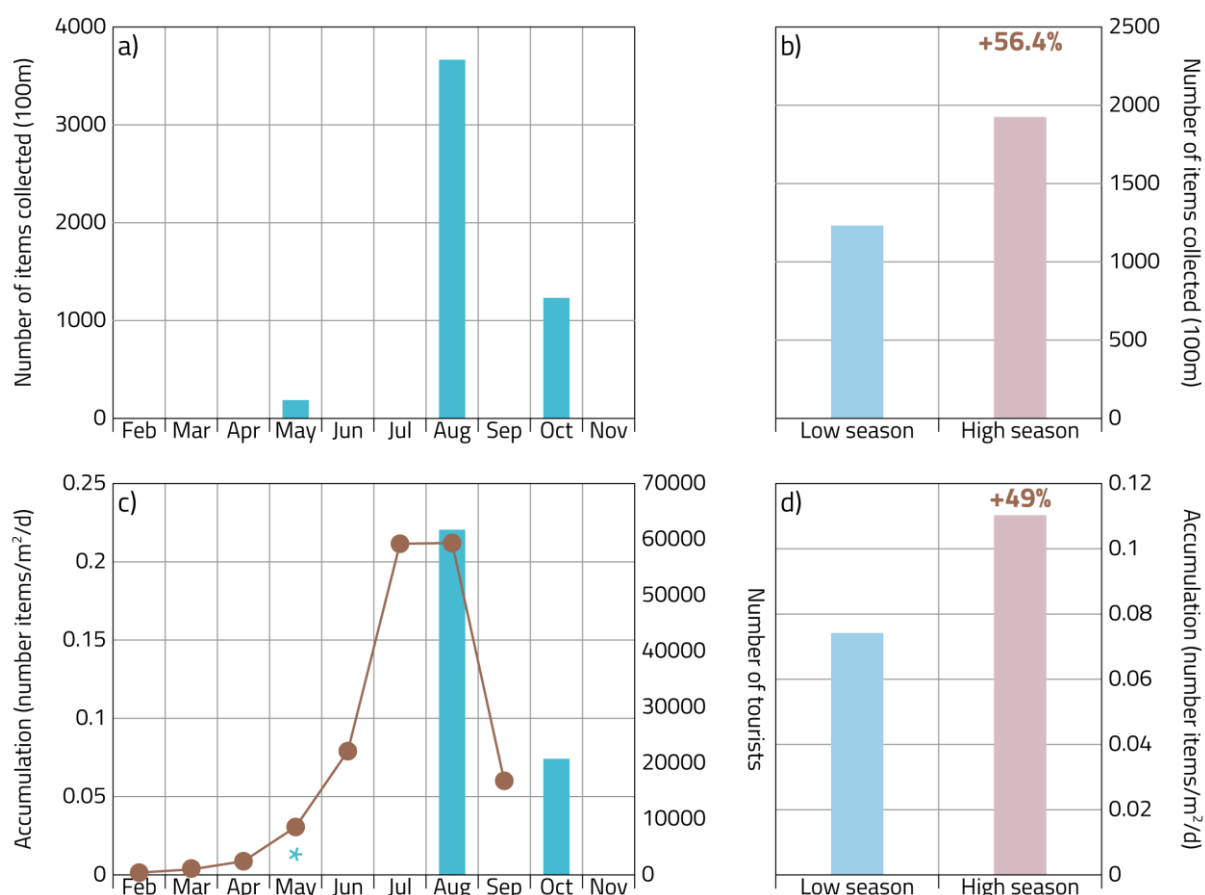 a)
Number of items collected (100m)
4000
3000
2000
1000
0
Feb Mar Apr May Jun Jul Aug Sep Oct Nov
b)
+56.4%
2500
2000
1500
1000
500
0
Number of items collected (100m)
Low season High season
c)
Accumulation (number items/m²/d)
0.25
0.2
0.15
0.1
0.05
0
*
70000
60000
50000
40000
30000
20000
10000
0
Number of tourists
Feb Mar Apr May Jun Jul Aug Sep Oct Nov
d)
+49%
0.12
0.1
0.08
0.06
0.04
0.02
0
Accumulation (number items/m²/d)
Low season High season